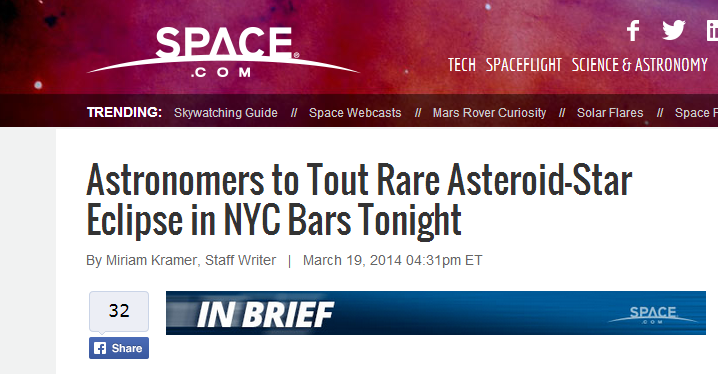 SPACE
.COM
TECH SPACEFLIGHT SCIENCE & ASTRONOMY
TRENDING: Skywatching Guide // Space Webcasts // Mars Rover Curiosity // Solar Flares // Space
Astronomers to Tout Rare Asteroid-Star
Eclipse in NYC Bars Tonight
By Miriam Kramer, Staff Writer | March 19, 2014 04:31pm ET
32
Share
IN BRIEF
SPACE
.COM